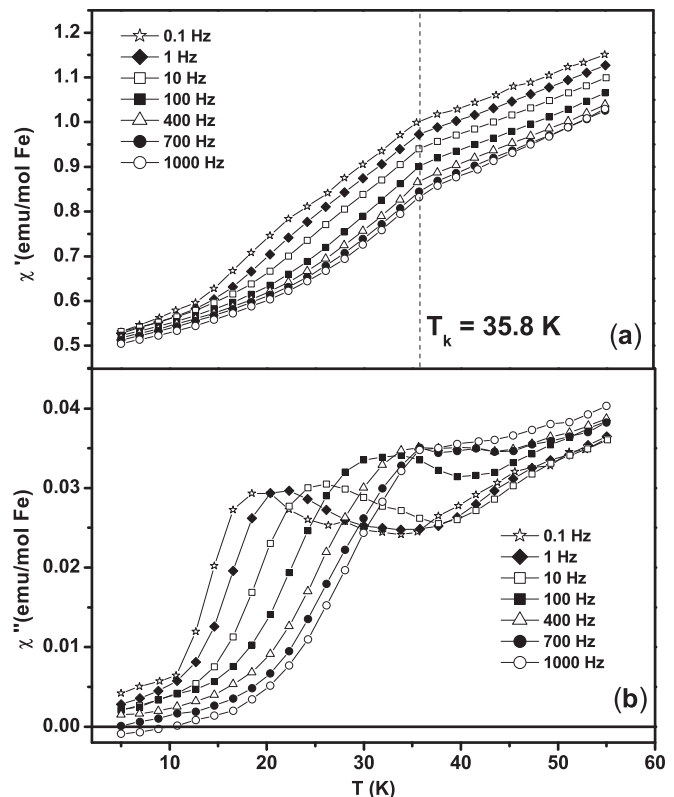 1.2
1.1
1.0
0.9
0.8
0.7
0.6
0.5
χ '(emu/mol Fe)
0.1 Hz
1 Hz
10 Hz
100 Hz
400 Hz
700 Hz
1000 Hz
T_k = 35.8 K
(a)
0.04
0.03
0.02
0.01
0.00
χ "(emu/mol Fe)
0.1 Hz
1 Hz
10 Hz
100 Hz
400 Hz
700 Hz
1000 Hz
(b)
10
20
30
40
50
60
T (K)